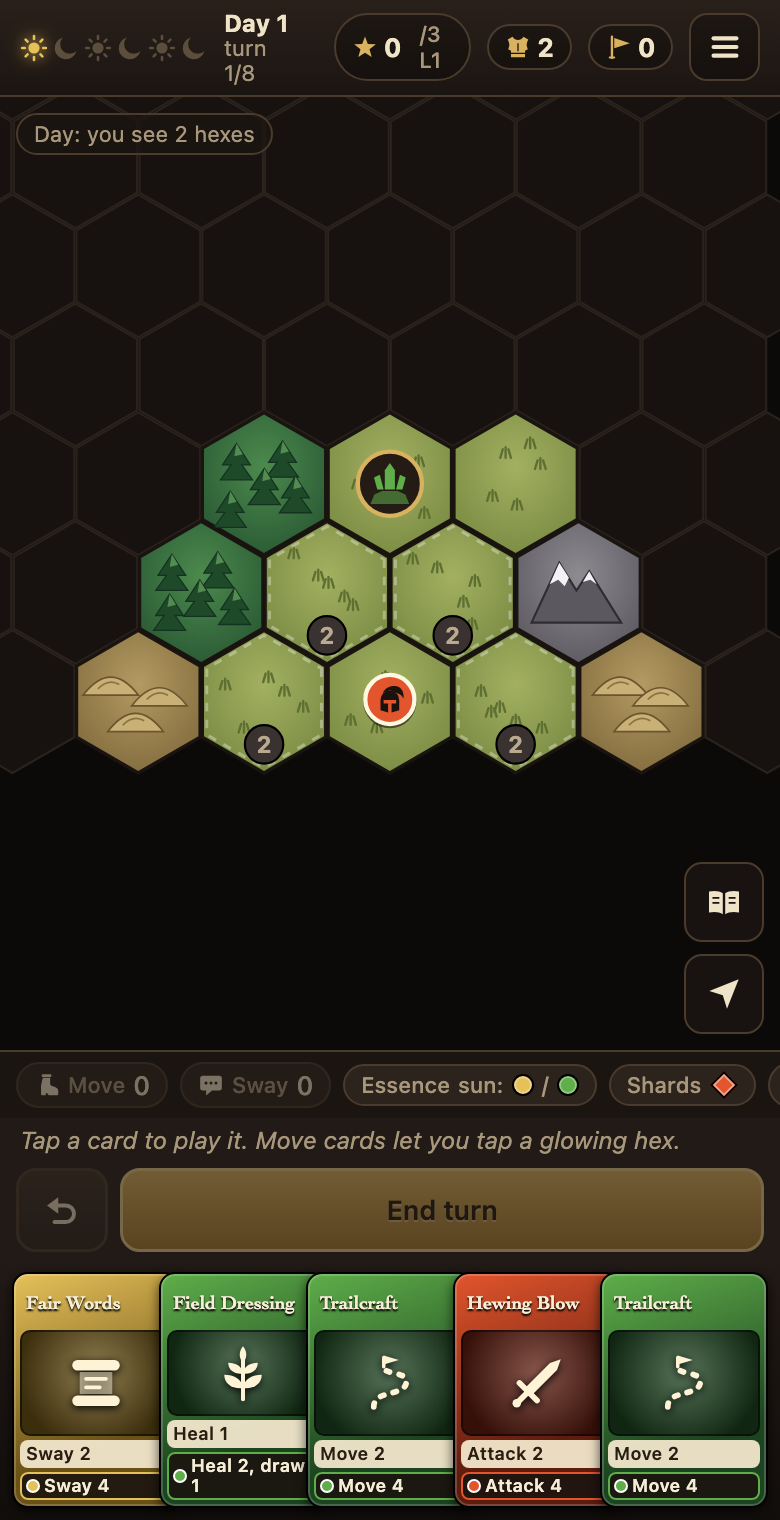 Day 1
turn
1/8
0
/3
L1
2
0
Day: you see 2 hexes
2
2
2
2
Move 0
Sway 0
Essence sun: /
Shards
Tap a card to play it. Move cards let you tap a glowing hex.
End turn
Fair Words
Sway 2
Sway 4
Field Dressing
Heal 1
Heal 2, draw
1
Trailcraft
Move 2
Move 4
Hewing Blow
Attack 2
Attack 4
Trailcraft
Move 2
Move 4